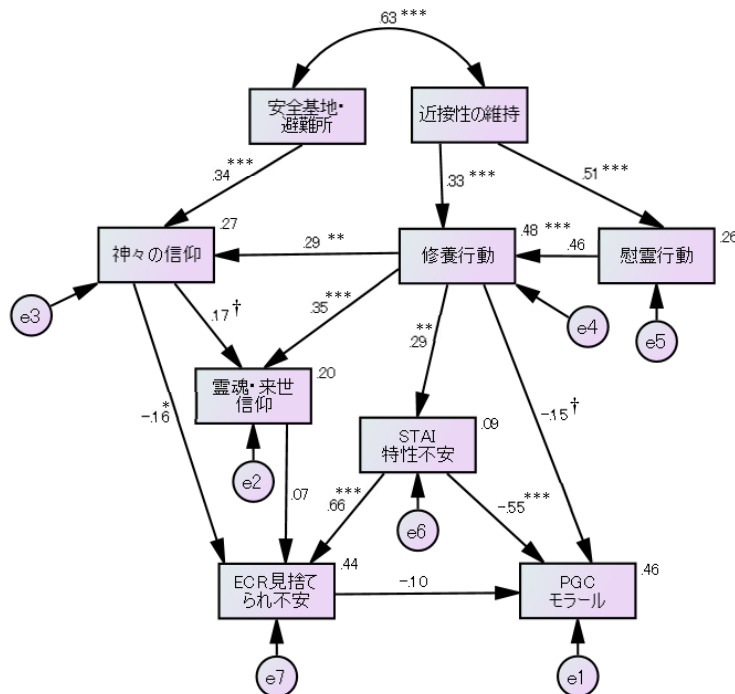 .63 ***
安全基地・
避難所
近接性の維持
.34 ***
.33 ***
.51 ***
.27
神々の信仰
.29 **
.48 ***
修養行動
.46
.26
慰霊行動
e3
.17 †
.35 ***
**
.29
e4
e5
.20
霊魂・来世
信仰
-.16 *
-.15 †
.09
STAI
特性不安
e2
.07
.66 ***
e6
-.55 ***
.44
ECR見捨て
られ不安
-.10
.46
PGC
モラール
e7
e1